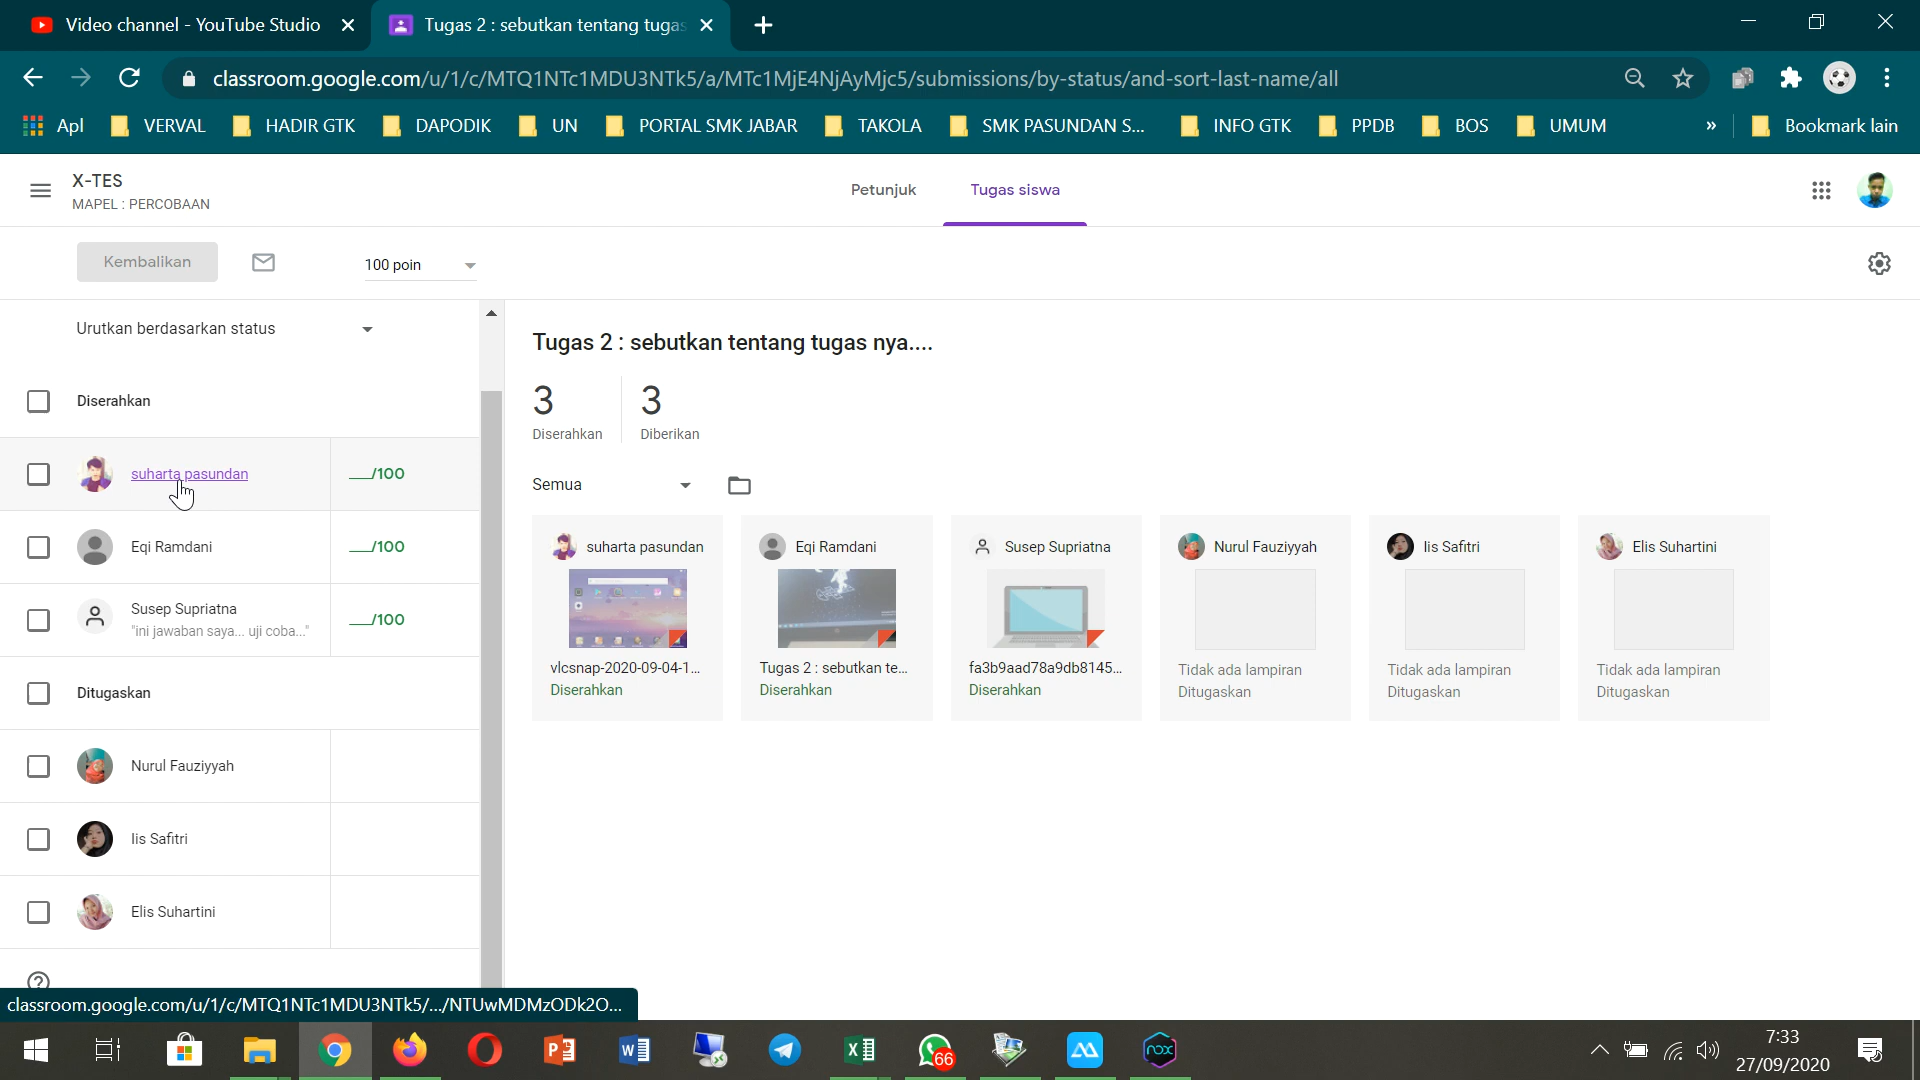 Video channel - YouTube Studio
Tugas 2 : sebutkan tentang tugas
classroom.google.com/u/1/c/MTQ1NTc1MDU3NTk5/a/MTc1MjE4NjAyMjc5/submissions/by-status/and-sort-last-name/all
Apl VERVAL HADIR GTK DAPODIK UN PORTAL SMK JABAR TAKOLA SMK PASUNDAN S... INFO GTK PPDB BOS UMUM » Bookmark lain
X-TES
MAPEL : PERCOBAAN
Petunjuk
Tugas siswa
Kembalikan
100 poin
Urutkan berdasarkan status
Diserahkan
suharta pasundan
__/100
Eqi Ramdani
__/100
Susep Supriatna
"ini jawaban saya... uji coba..."
__/100
Ditugaskan
Nurul Fauziyyah
Iis Safitri
Elis Suhartini
Tugas 2 : sebutkan tentang tugas nya....
3 3
Diserahkan Diberikan
Semua
suharta pasundan
vlcsnap-2020-09-04-1...
Diserahkan
Eqi Ramdani
Tugas 2 : sebutkan te...
Diserahkan
Susep Supriatna
fa3b9aad78a9db8145...
Diserahkan
Nurul Fauziyyah
Tidak ada lampiran
Ditugaskan
Iis Safitri
Tidak ada lampiran
Ditugaskan
Elis Suhartini
Tidak ada lampiran
Ditugaskan
classroom.google.com/u/1/c/MTQ1NTc1MDU3NTk5/.../NTUwMDMzODk2O...
66
nox
7:33
27/09/2020